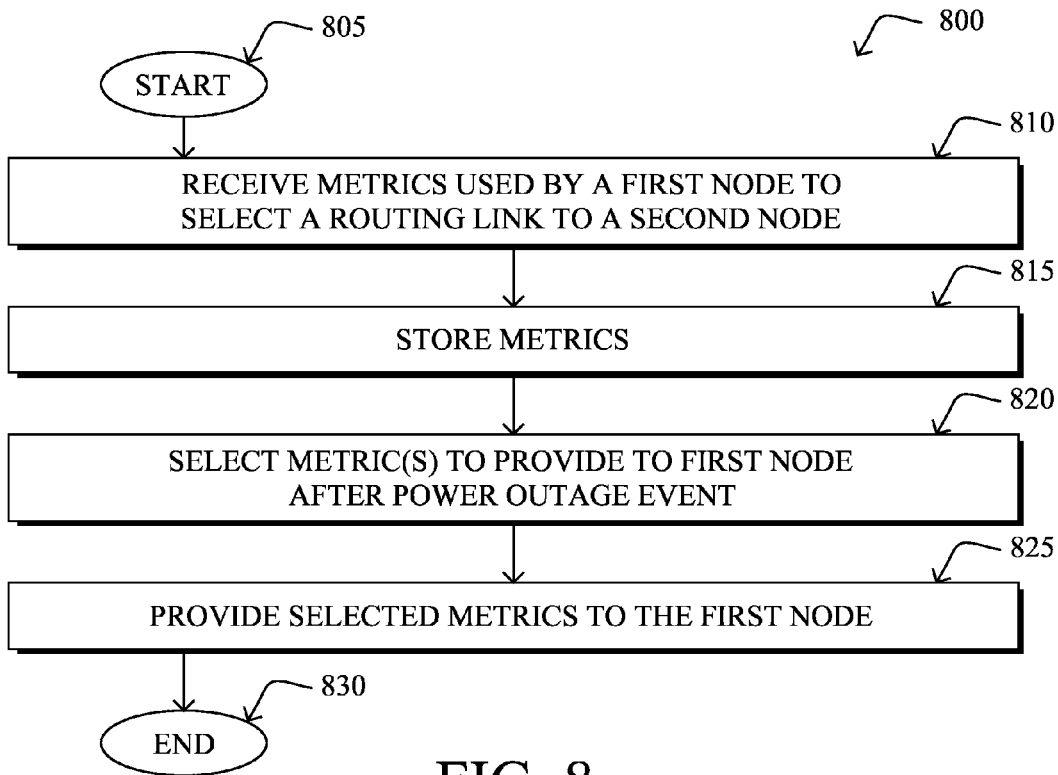 805
800
START
810
RECEIVE METRICS USED BY A FIRST NODE TO
SELECT A ROUTING LINK TO A SECOND NODE
815
STORE METRICS
820
SELECT METRIC(S) TO PROVIDE TO FIRST NODE
AFTER POWER OUTAGE EVENT
825
PROVIDE SELECTED METRICS TO THE FIRST NODE
830
END
FIG. 8